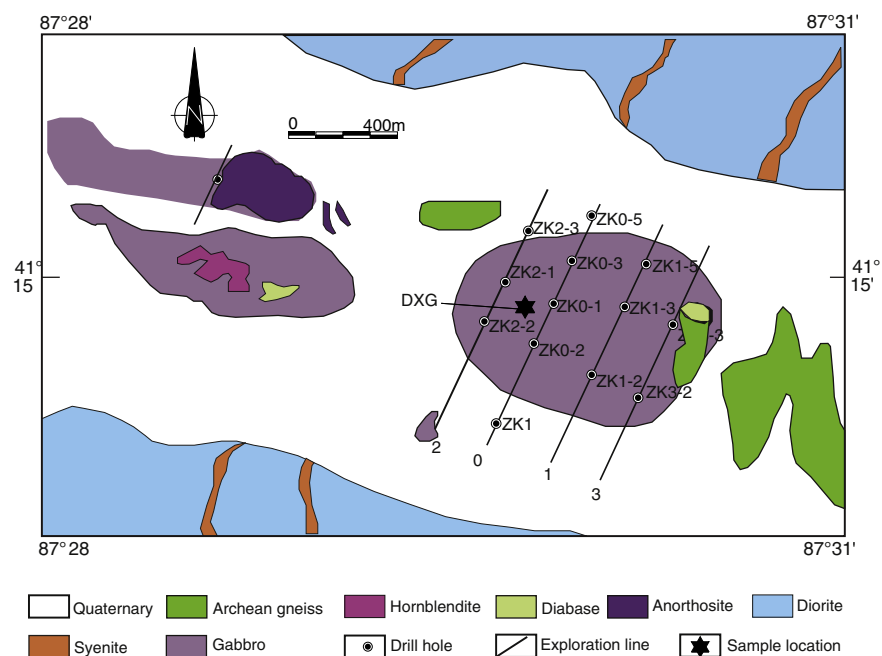 87°28' 87°31'
N
0 400m
ZK2-3 ZK0-5
41° 41°
15 15'
ZK2-1 ZK0-3 ZK1-5
DXG ZK0-1 ZK1-3
ZK2-2 ZK0-2
ZK1-2 ZK3-2
ZK1
2
0
1
3
87°28' 87°31'
Quaternary Archean gneiss Hornblendite Diabase Anorthosite Diorite
Syenite Gabbro Drill hole Exploration line Sample location